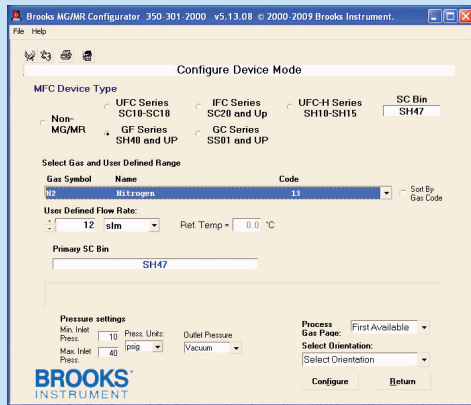 Brooks MG/MR Configurator 350-301-2000 v5.13.08 © 2000-2009 Brooks Instrument.
File Help
Configure Device Mode
MFC Device Type
Non-MG/MR
UFC Series SC10-SC18
IFC Series SC20 and Up
UFC-H Series SH10-SH15
SC Bin
SH47
GF Series SH40 and UP
GC Series SS01 and UP
Select Gas and User Defined Range
Gas Symbol Name Code
N2 Nitrogen 13
Sort By Gas Code
User Defined Flow Rate:
12 slm Ref. Temp = 0.0 °C
Primary SC Bin
SH47
Pressure settings
Min. Inlet Press. 10 Press. Units: psig
Max. Inlet Press. 40
Outlet Pressure
Vacuum
Process Gas Page: First Available
Select Orientation:
Select Orientation
Configure Return
BROOKS®
INSTRUMENT